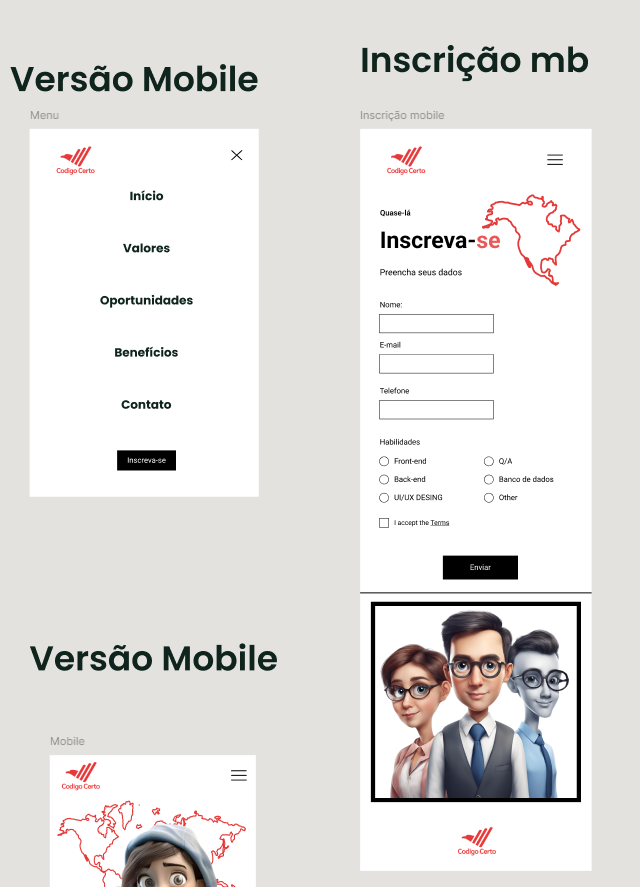 Versão Mobile
Menu
Codigo Certo
Início
Valores
Oportunidades
Benefícios
Contato
Inscreva-se
Inscrição mb
Inscrição mobile
Codigo Certo
Quase-lá
Inscreva-se
Preencha seus dados
Nome:
E-mail
Telefone
Habilidades
Front-end
Q/A
Back-end
Banco de dados
UI/UX DESING
Other
I accept the Terms
Enviar
Codigo Certo
Versão Mobile
Mobile
Codigo Certo